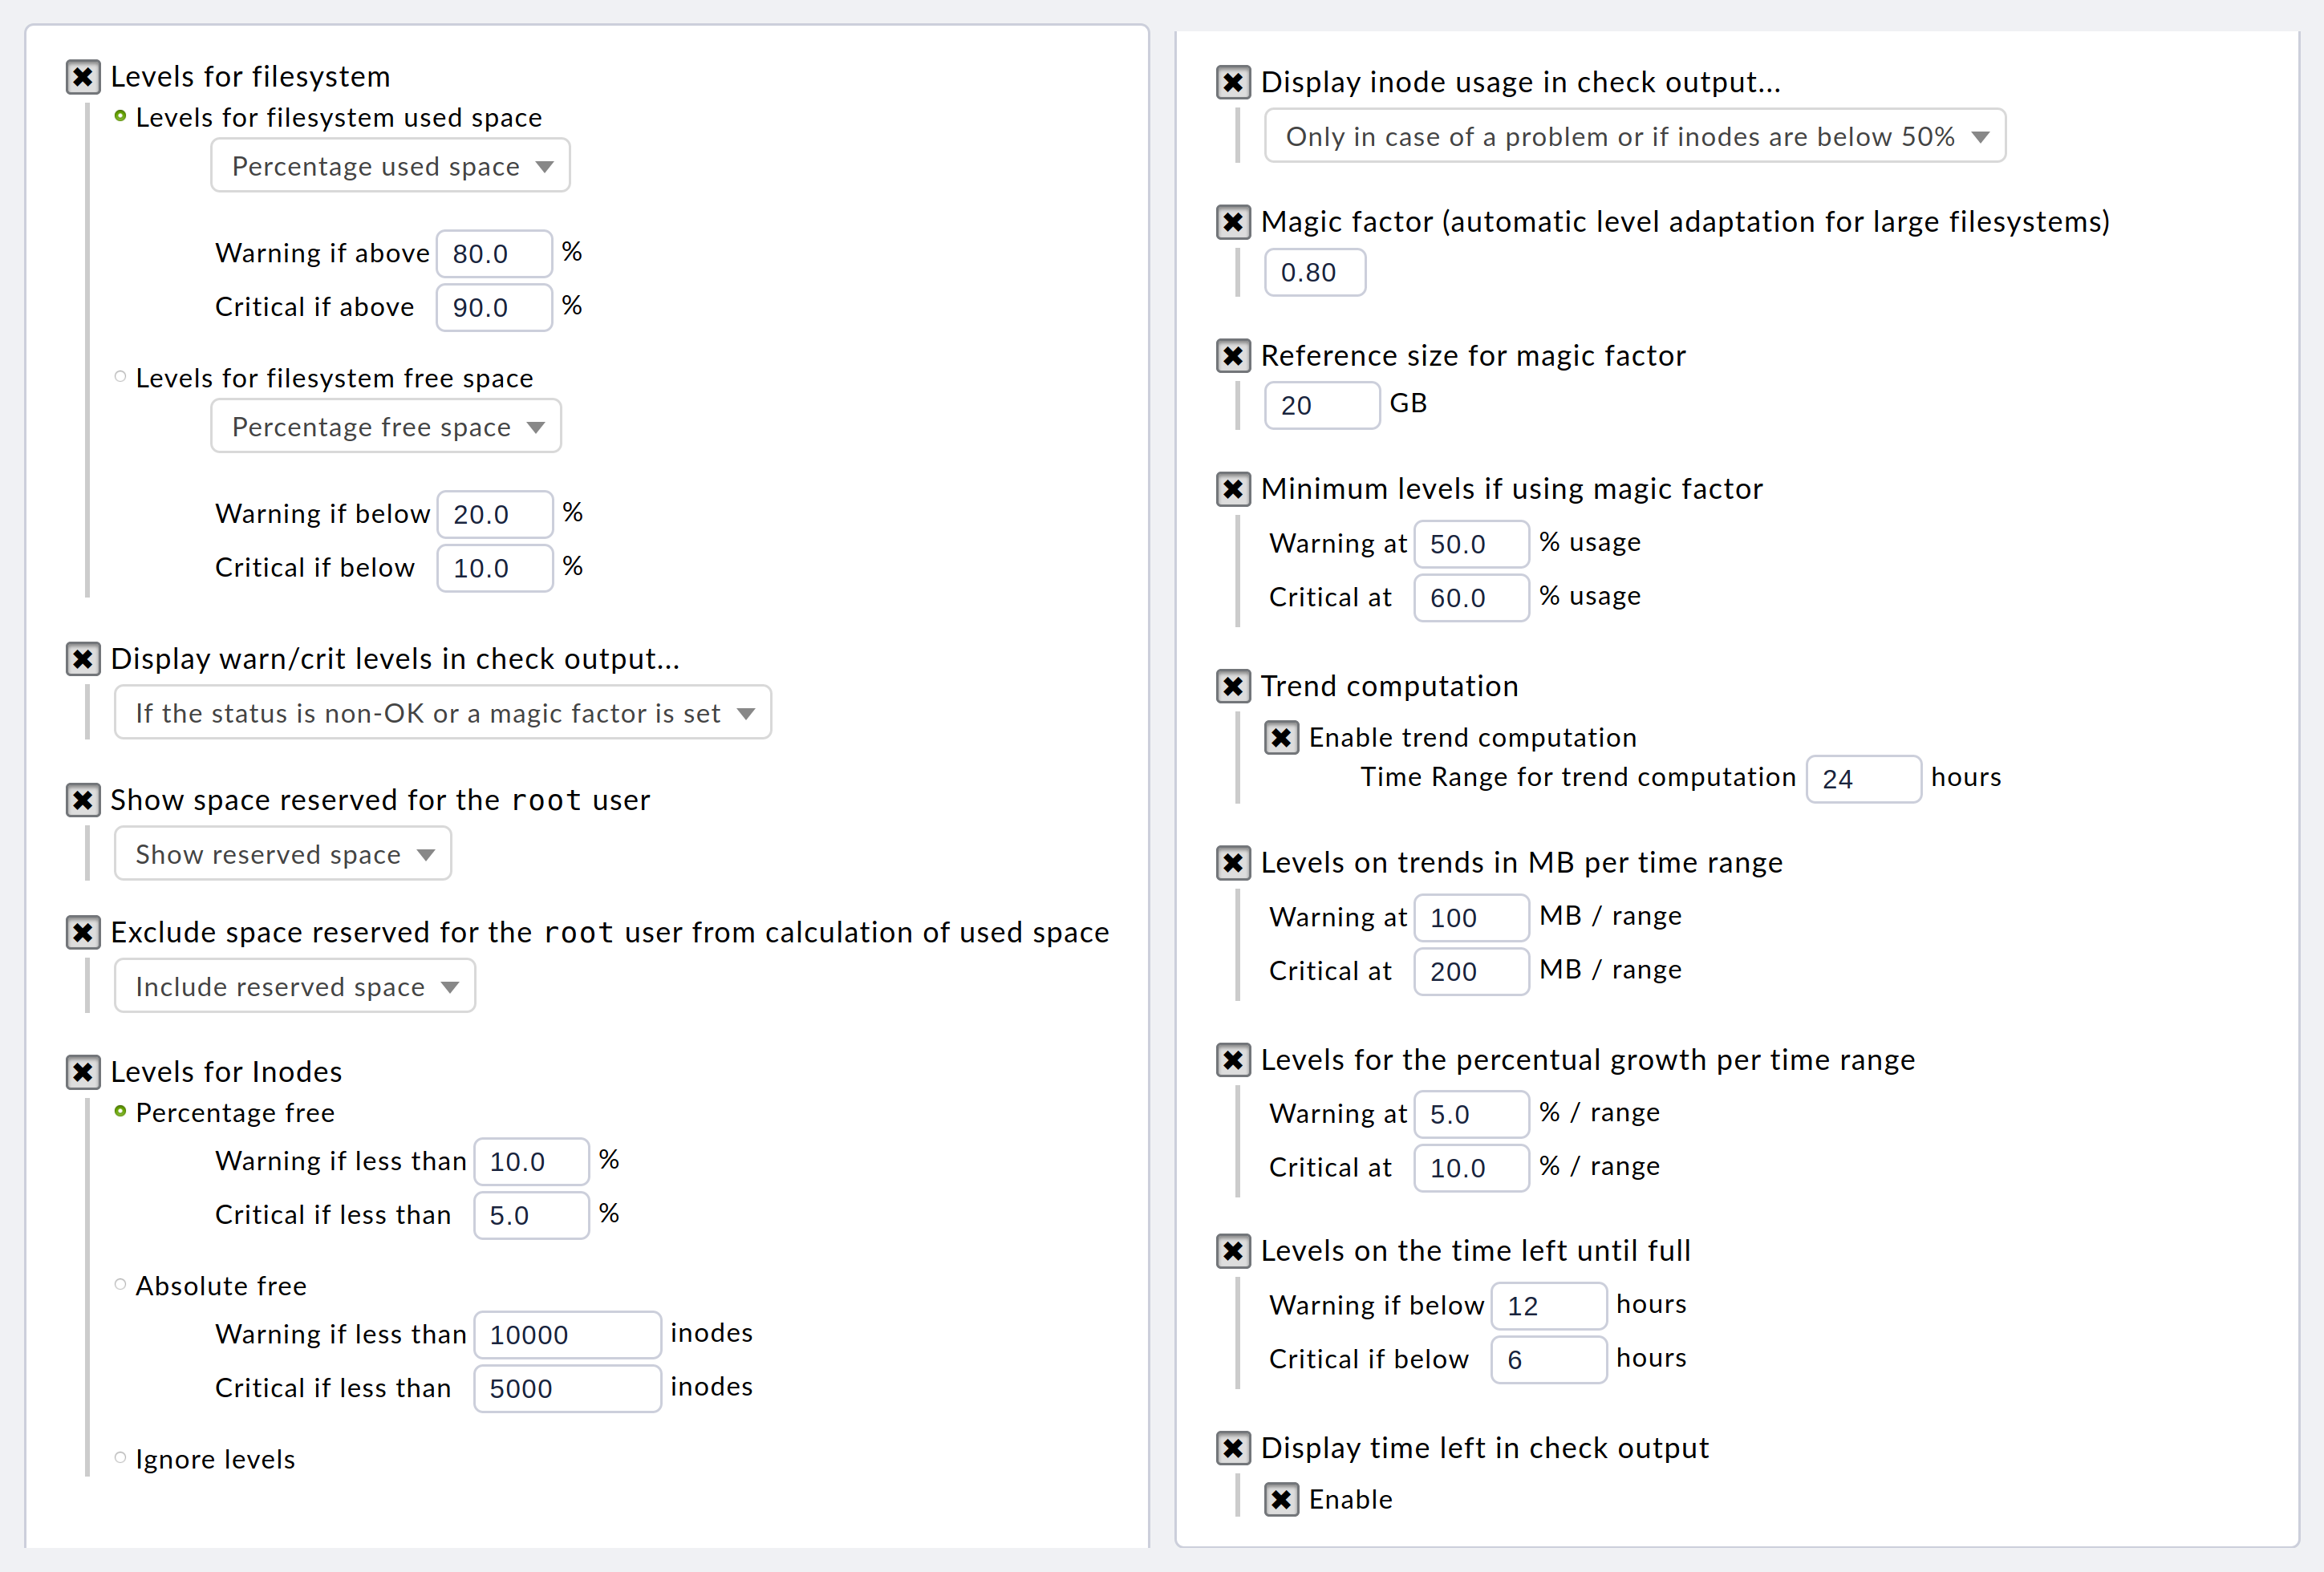 Levels for filesystem
Levels for filesystem used space
Percentage used space
Warning if above 80.0 %
Critical if above 90.0 %
Levels for filesystem free space
Percentage free space
Warning if below 20.0 %
Critical if below 10.0 %
Display warn/crit levels in check output...
If the status is non-OK or a magic factor is set
Show space reserved for the root user
Show reserved space
Exclude space reserved for the root user from calculation of used space
Include reserved space
Levels for Inodes
Percentage free
Warning if less than 10.0 %
Critical if less than 5.0 %
Absolute free
Warning if less than 10000 inodes
Critical if less than 5000 inodes
Ignore levels
Display inode usage in check output...
Only in case of a problem or if inodes are below 50%
Magic factor (automatic level adaptation for large filesystems)
0.80
Reference size for magic factor
20 GB
Minimum levels if using magic factor
Warning at 50.0 % usage
Critical at 60.0 % usage
Trend computation
Enable trend computation
Time Range for trend computation 24 hours
Levels on trends in MB per time range
Warning at 100 MB / range
Critical at 200 MB / range
Levels for the percentual growth per time range
Warning at 5.0 % / range
Critical at 10.0 % / range
Levels on the time left until full
Warning if below 12 hours
Critical if below 6 hours
Display time left in check output
Enable